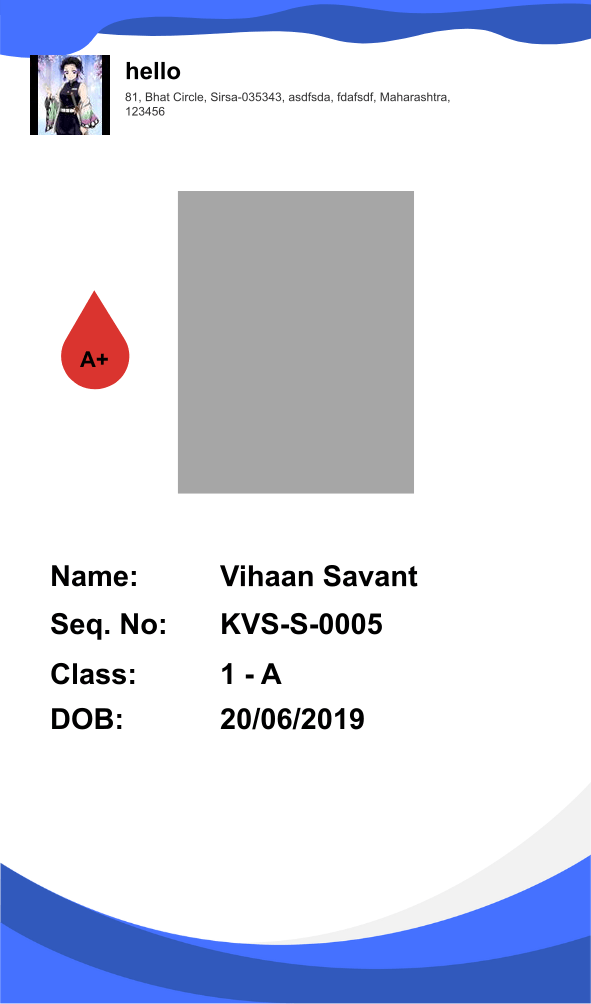 hello
81, Bhat Circle, Sirsa-035343, asdfsda, fdafsdf, Maharashtra,
123456
A+
Name: Vihaan Savant
Seq. No: KVS-S-0005
Class: 1 - A
DOB: 20/06/2019